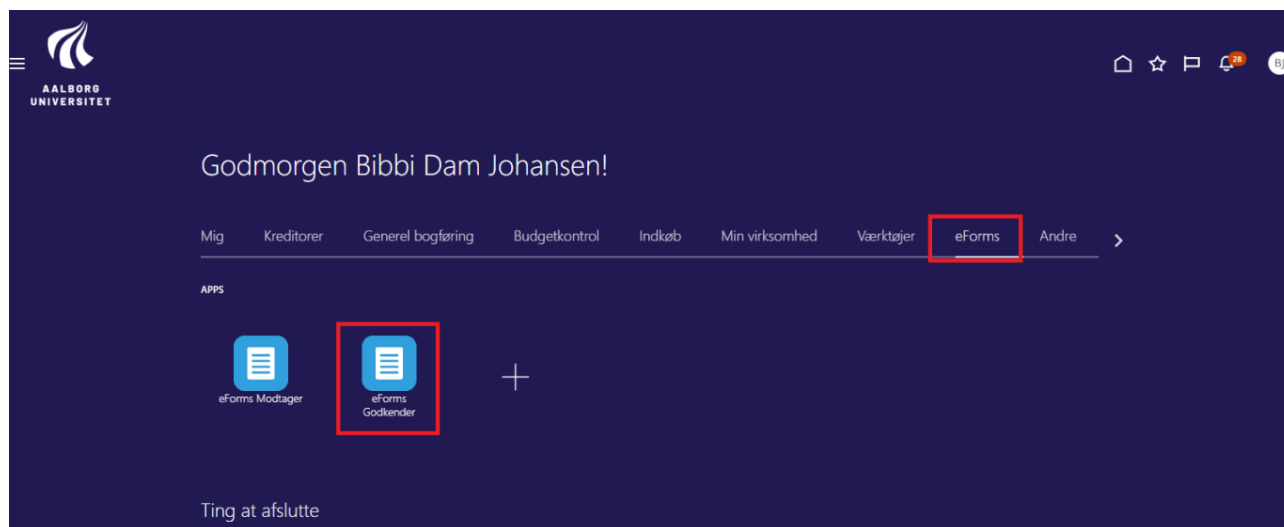 AALBORG
UNIVERSITET
28
BJ
Godmorgen Bibbi Dam Johansen!
Mig Kreditorer Generel bogføring Budgetkontrol Indkøb Min virksomhed Værktøjer eForms Andre
APPS
eForms Modtager
eForms
Godkender
Ting at afslutte